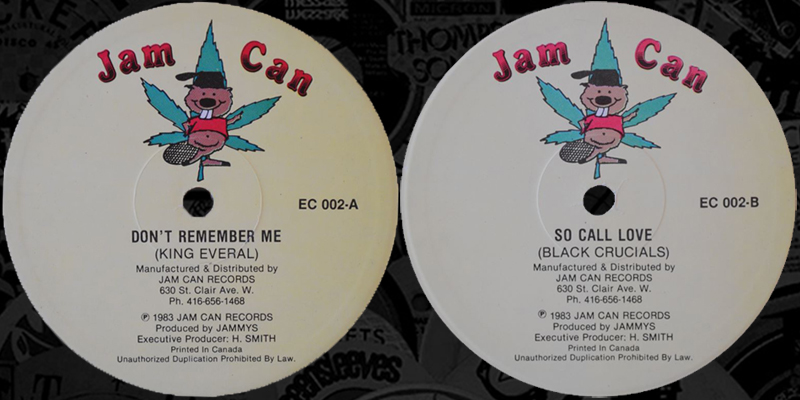 Jam Can
EC 002-A
DON'T REMEMBER ME
(KING EVERAL)
Manufactured & Distributed by
JAM CAN RECORDS
630 St. Clair Ave. W.
Ph. 416-656-1468
℗ 1983 JAM CAN RECORDS
Produced by JAMMYS
Executive Producer: H. SMITH
Printed In Canada
Unauthorized Duplication Prohibited By Law.
Jam Can
EC 002-B
SO CALL LOVE
(BLACK CRUCIALS)
Manufactured & Distributed by
JAM CAN RECORDS
630 St. Clair Ave. W.
Ph. 416-656-1468
℗ 1983 JAM CAN RECORDS
Produced by JAMMYS
Executive Producer: H. SMITH
Printed In Canada
Unauthorized Duplication Prohibited By Law.